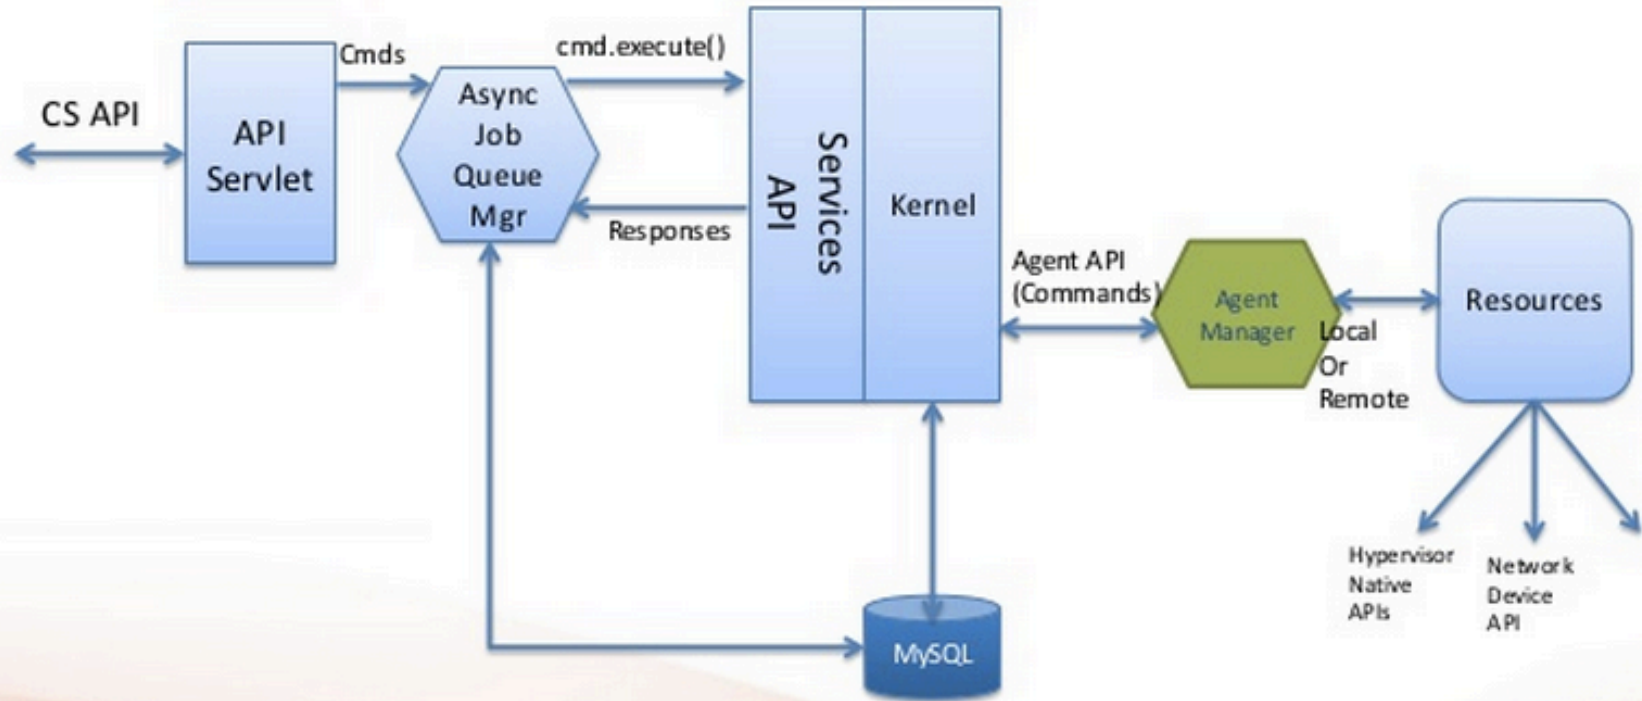 CS API
API
Servlet
Cmds
Async
Job
Queue
Mgr
cmd.execute()
Responses
Services
API
Kernel
Agent API
(Commands)
Agent
Manager
Local
Or
Remote
Resources
Hypervisor
Native
APIs
Network
Device
API
MySQL